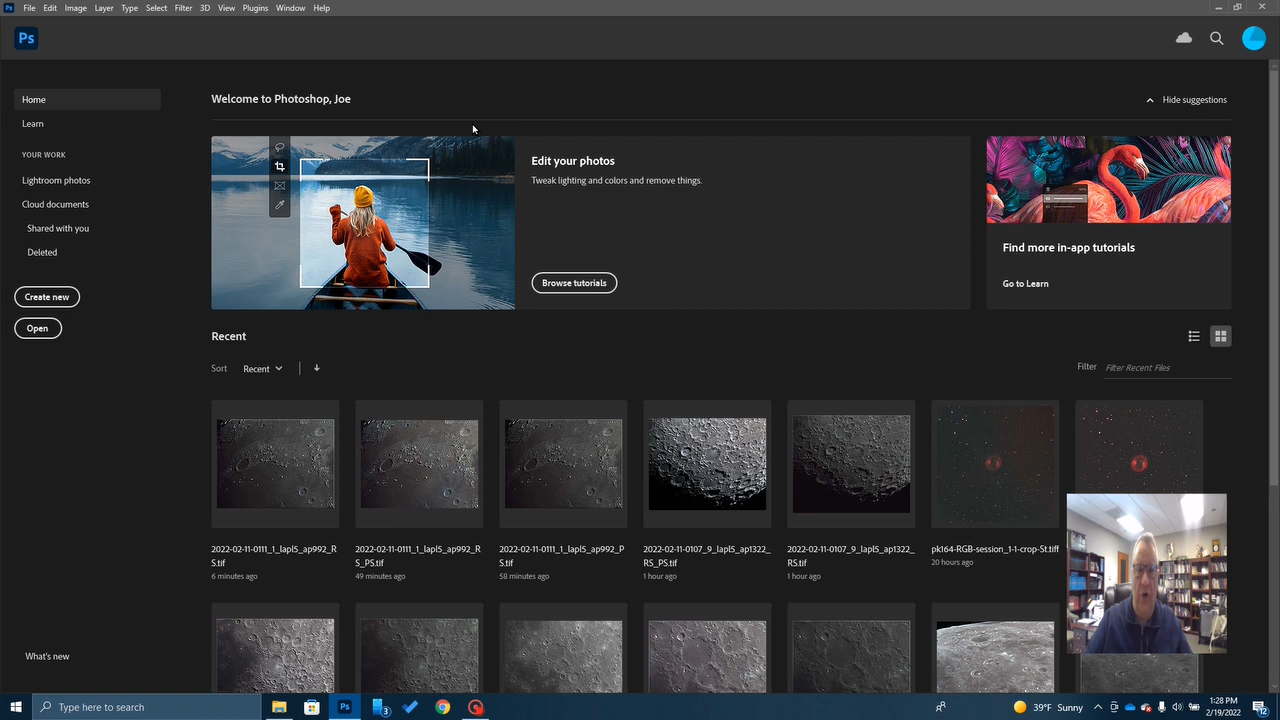 Ps File Edit Image Layer Type Select Filter 3D View Plugins Window Help
Ps
Home
Learn
YOUR WORK
Lightroom photos
Cloud documents
Shared with you
Deleted
Create new
Open
What's new
Welcome to Photoshop, Joe
Hide suggestions
Edit your photos
Tweak lighting and colors and remove things.
Browse tutorials
Find more in-app tutorials
Go to Learn
Recent
Sort Recent
Filter Filter Recent Files
2022-02-11-0111_1_lapl5_ap992_R
S.tif
6 minutes ago
2022-02-11-0111_1_lapl5_ap992_R
S_PS.tif
49 minutes ago
2022-02-11-0111_1_lapl5_ap992_P
S.tif
58 minutes ago
2022-02-11-0107_9_lapl5_ap1322_
RS_PS.tif
1 hour ago
2022-02-11-0107_9_lapl5_ap1322_
RS.tif
1 hour ago
pk164-RGB-session_1-1-crop-St.tiff
20 hours ago
Type here to search
Ps
3
39°F Sunny
1:28 PM
2/19/2022
12